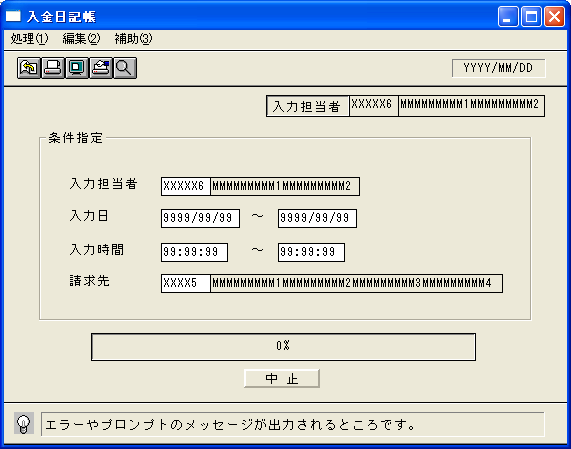 入金日記帳
処理(1) 編集(2) 補助(3)
YYYY/MM/DD
入力担当者 XXXXX6 MMMMMMMMM1MMMMMMMMM2
条件指定
入力担当者 XXXXX6 MMMMMMMMM1MMMMMMMMM2
入力日 9999/99/99 ～ 9999/99/99
入力時間 99:99:99 ～ 99:99:99
請求先 XXXX5 MMMMMMMMM1MMMMMMMMM2MMMMMMMMM3MMMMMMMMM4
0%
中 止
エラーやプロンプトのメッセージが出力されるところです。